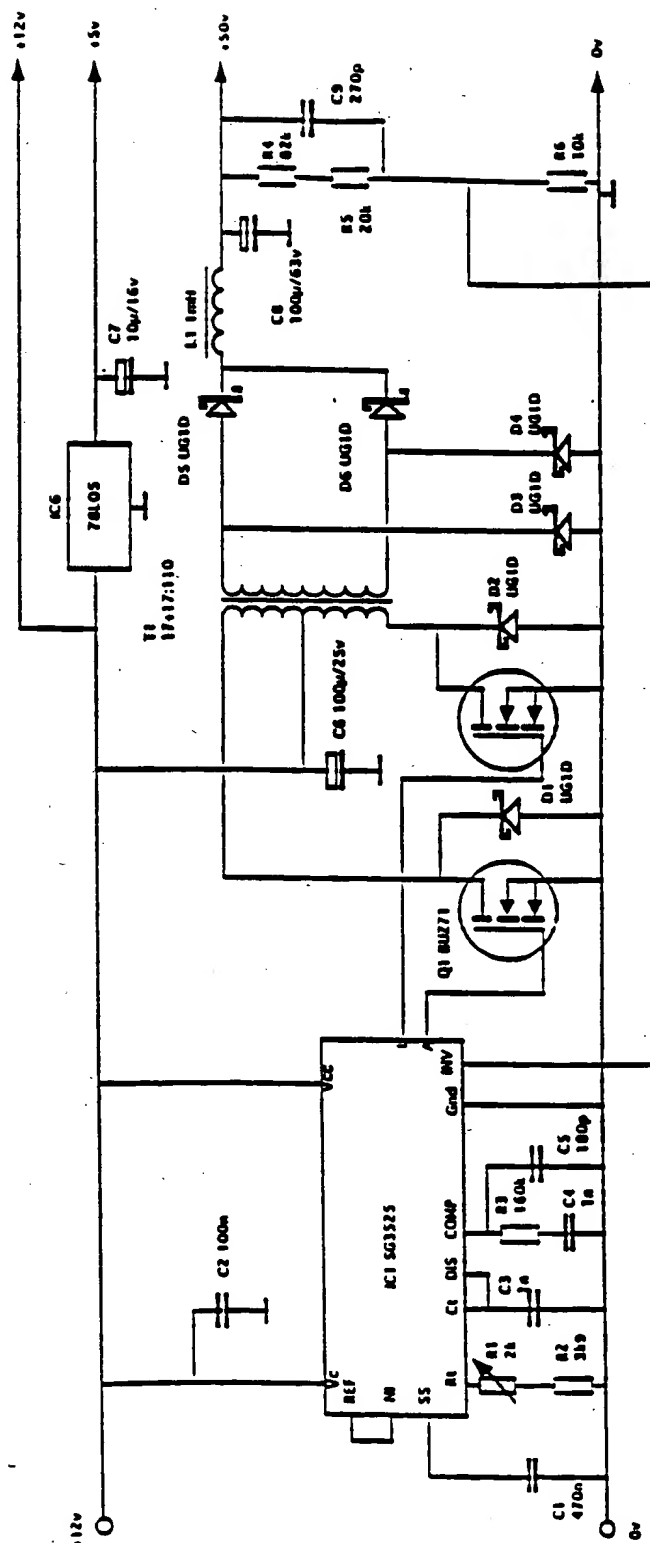 +12v
0v
C2 100n
C1
470n
Vc
REF
NI
SS
IC1 SG3525
Vcc
A
Rt
Ct
DIS
COMP
Gnd
INV
R1
2k
R2
3k9
C3
1n
R3
160k
C4
1n
C5
180p
Q1 BUZ71
D1
UG1D
D2
UG1D
C6 100µ/25v
T1
17+17:110
IC6
78L05
C7
10µ/16v
D5 UG1D
D6 UG1D
D3
UG1D
D4
UG1D
L1 1mH
C8
100µ/63v
R4
82k
R5
20k
C9
270p
R6
10k
+12v
+5v
+50v
0v